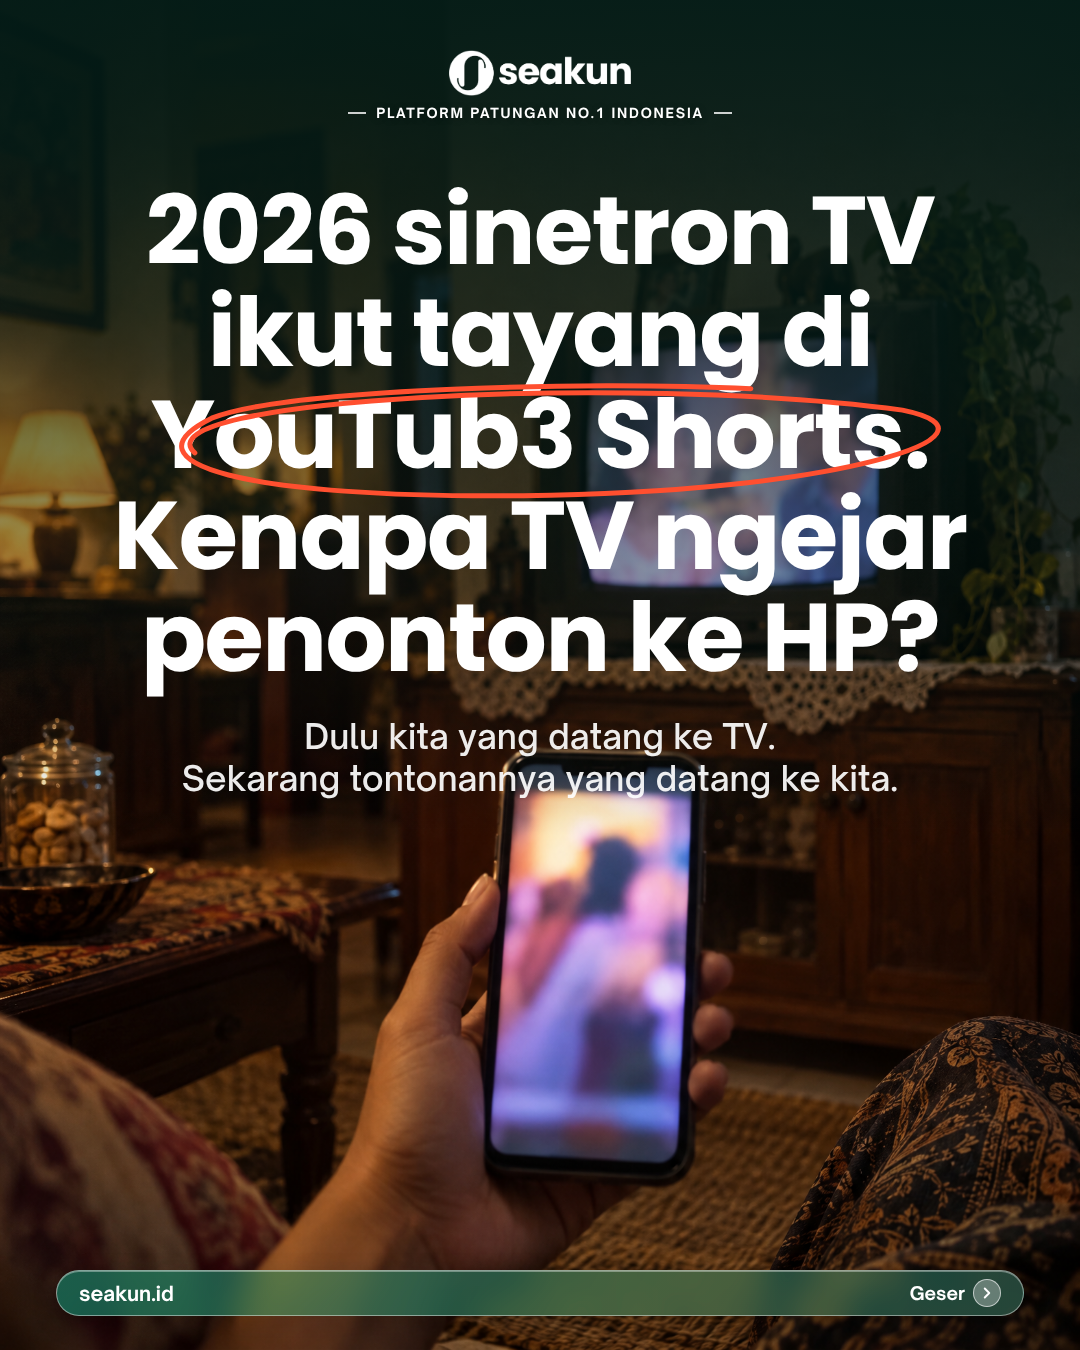 seakun
PLATFORM PATUNGAN NO.1 INDONESIA
2026 sinetron TV
ikut tayang di
YouTub3 Shorts.
Kenapa TV ngejar
penonton ke HP?
Dulu kita yang datang ke TV.
Sekarang tontonannya yang datang ke kita.
seakun.id
Geser